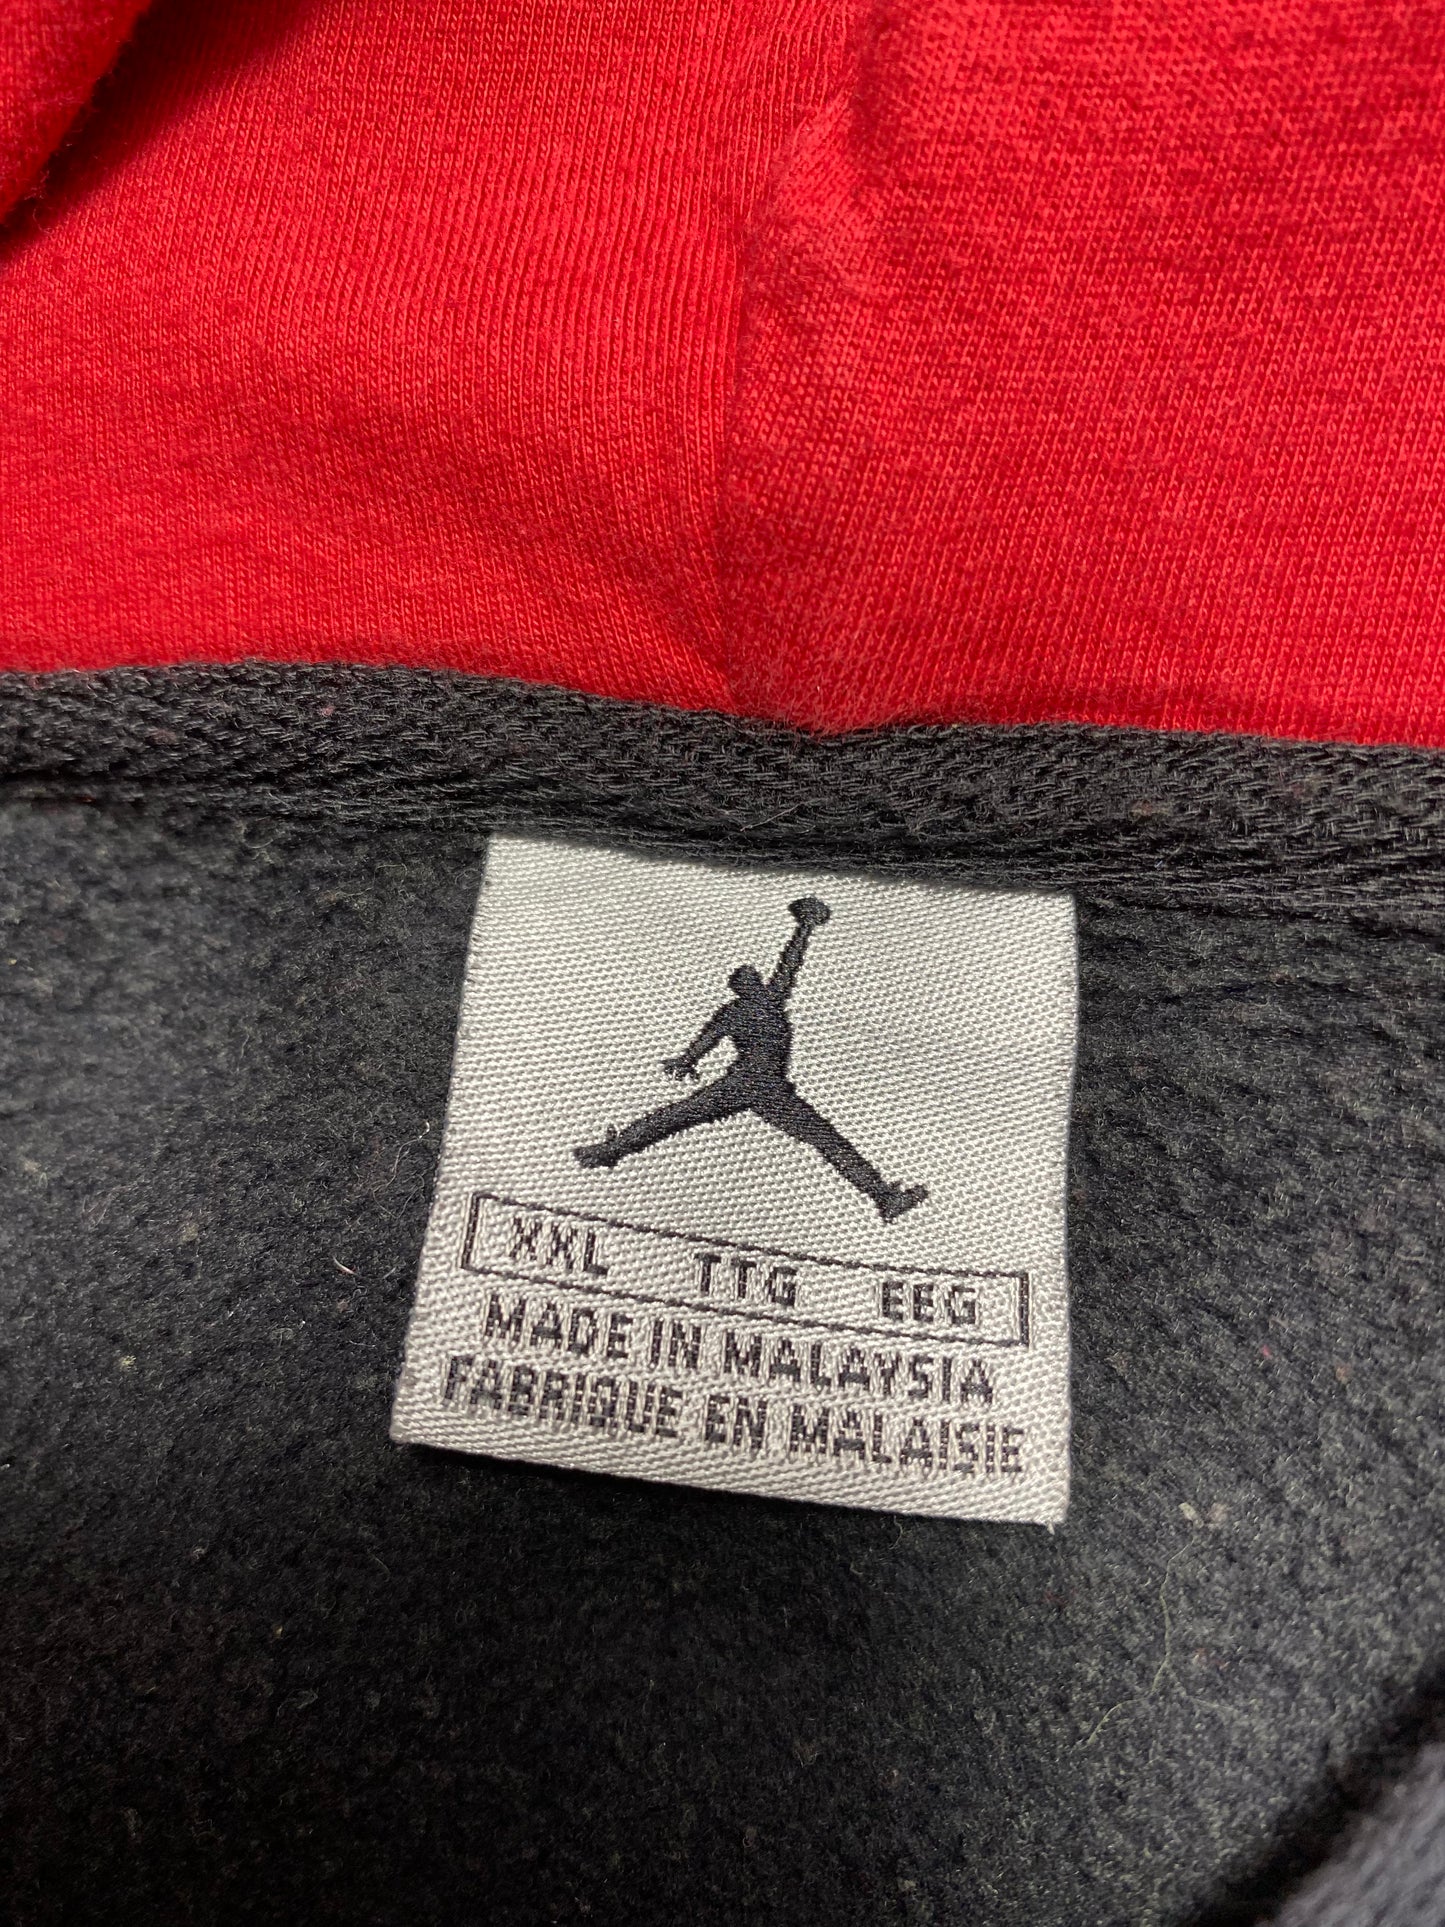 XXL TTG EEG
MADE IN MALAYSIA
FABRIQUE EN MALAISIE